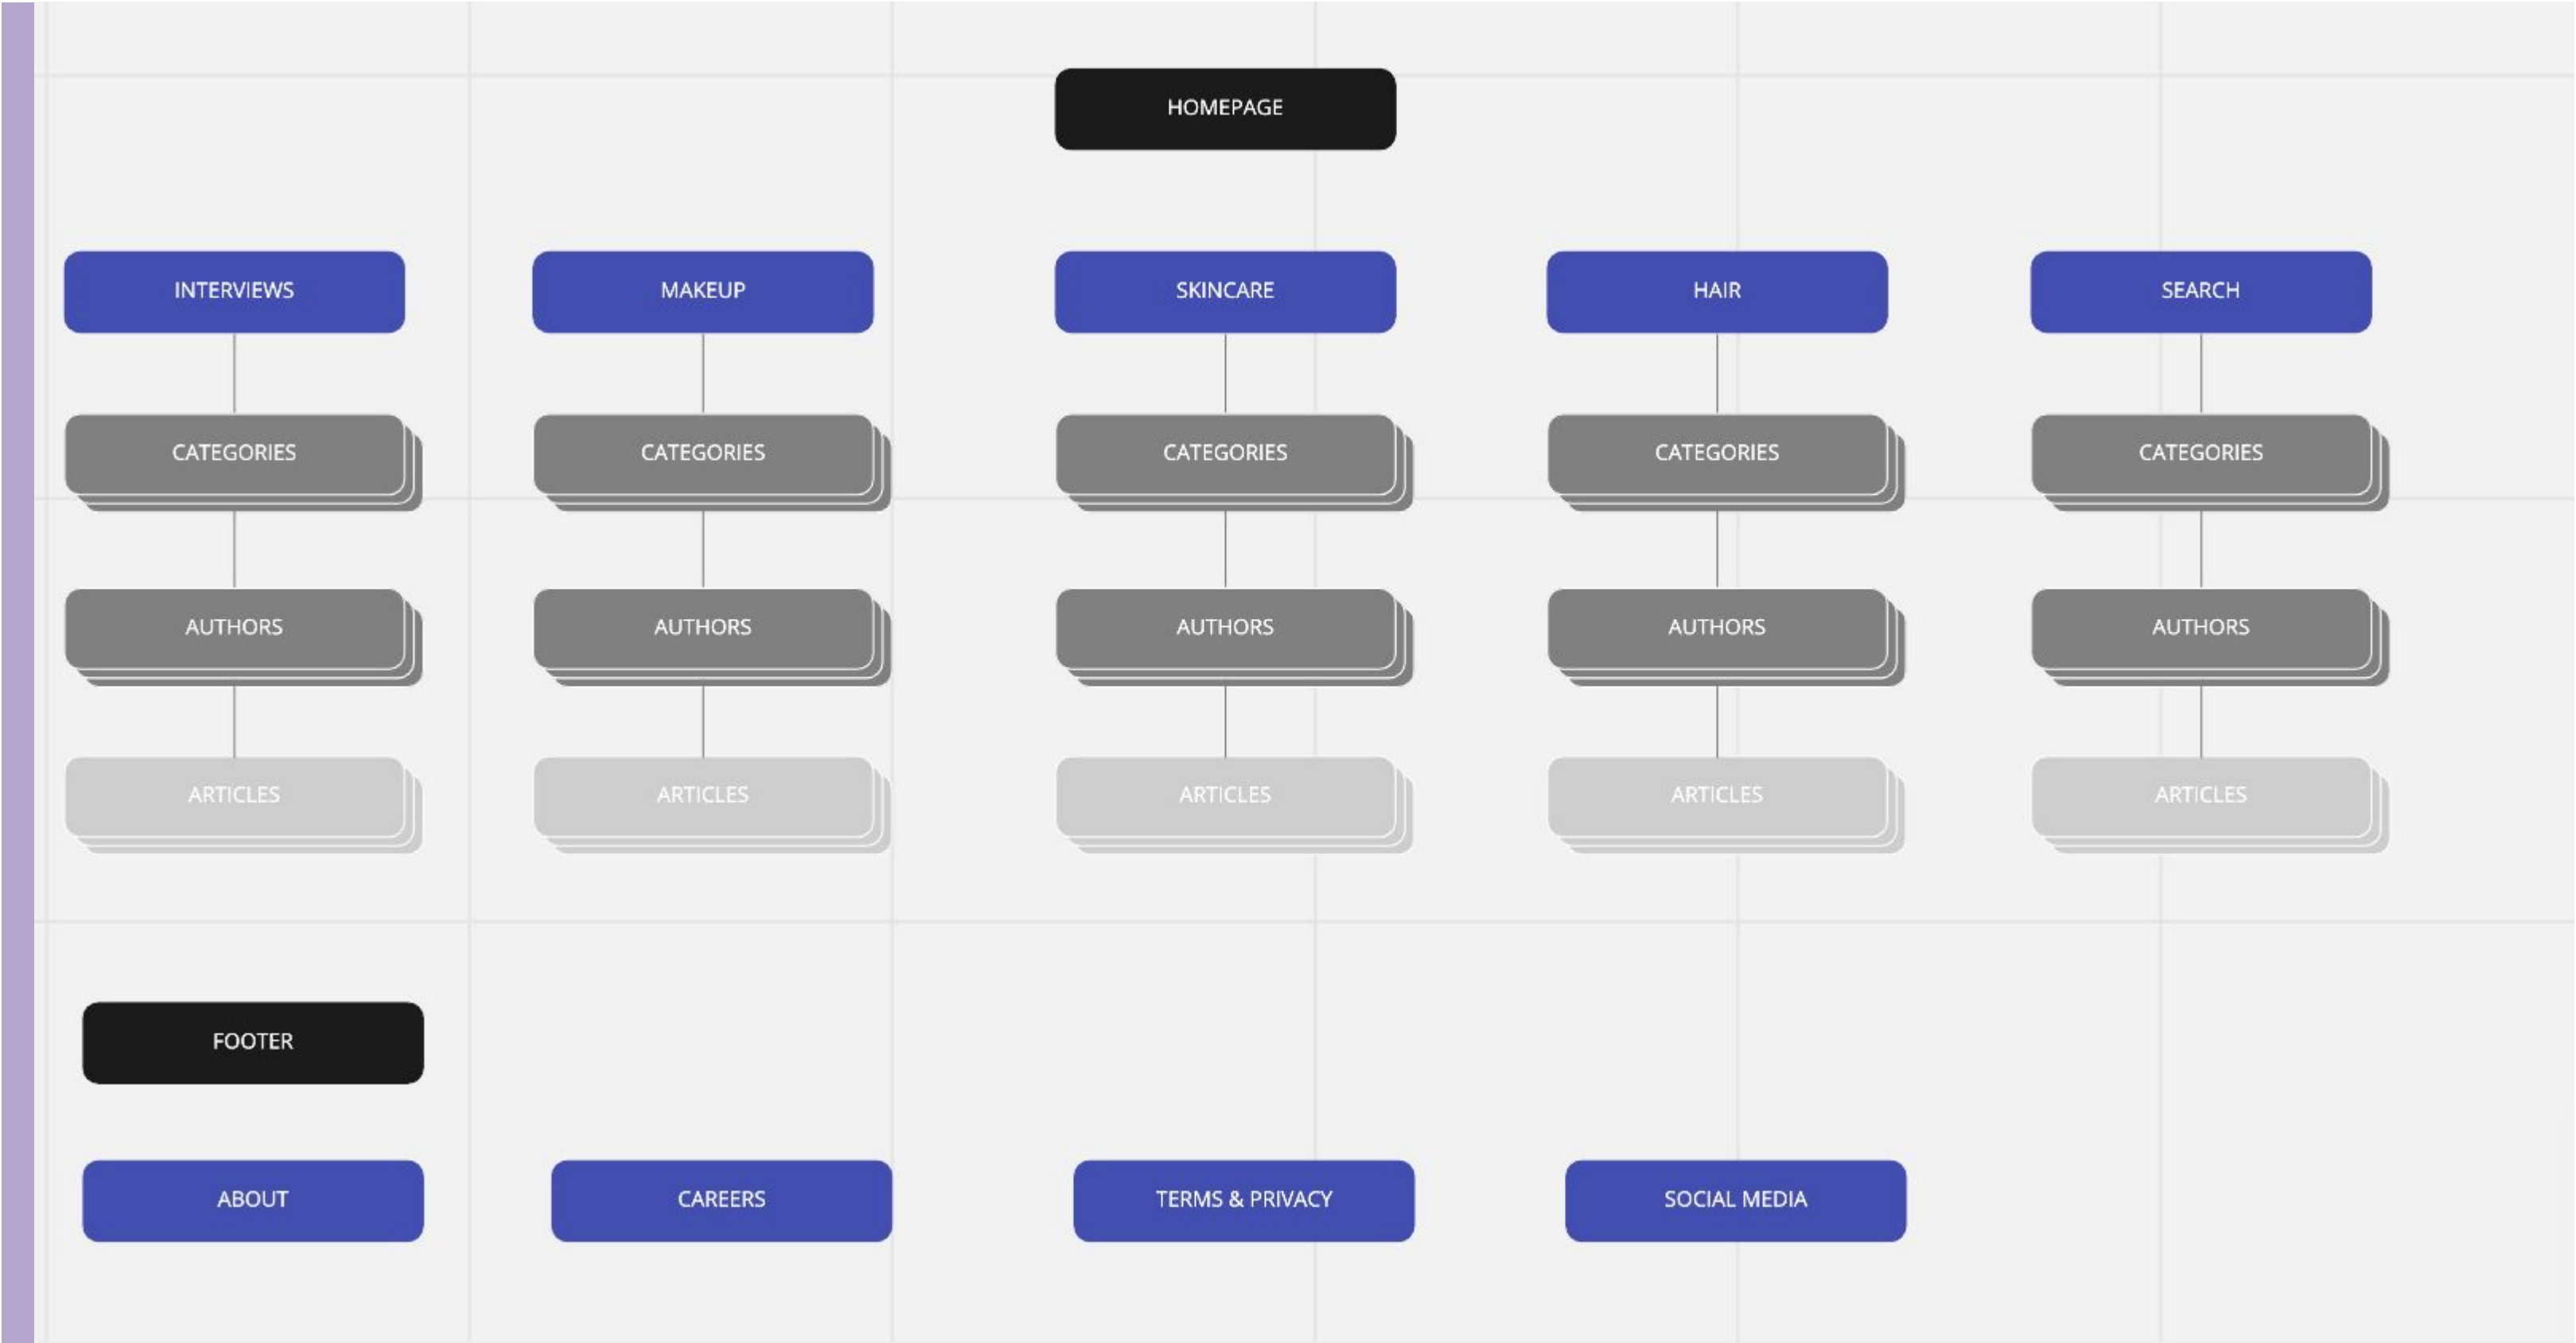 HOMEPAGE
INTERVIEWS
MAKEUP
SKINCARE
HAIR
SEARCH
CATEGORIES
CATEGORIES
CATEGORIES
CATEGORIES
CATEGORIES
AUTHORS
AUTHORS
AUTHORS
AUTHORS
AUTHORS
ARTICLES
ARTICLES
ARTICLES
ARTICLES
ARTICLES
FOOTER
ABOUT
CAREERS
TERMS & PRIVACY
SOCIAL MEDIA